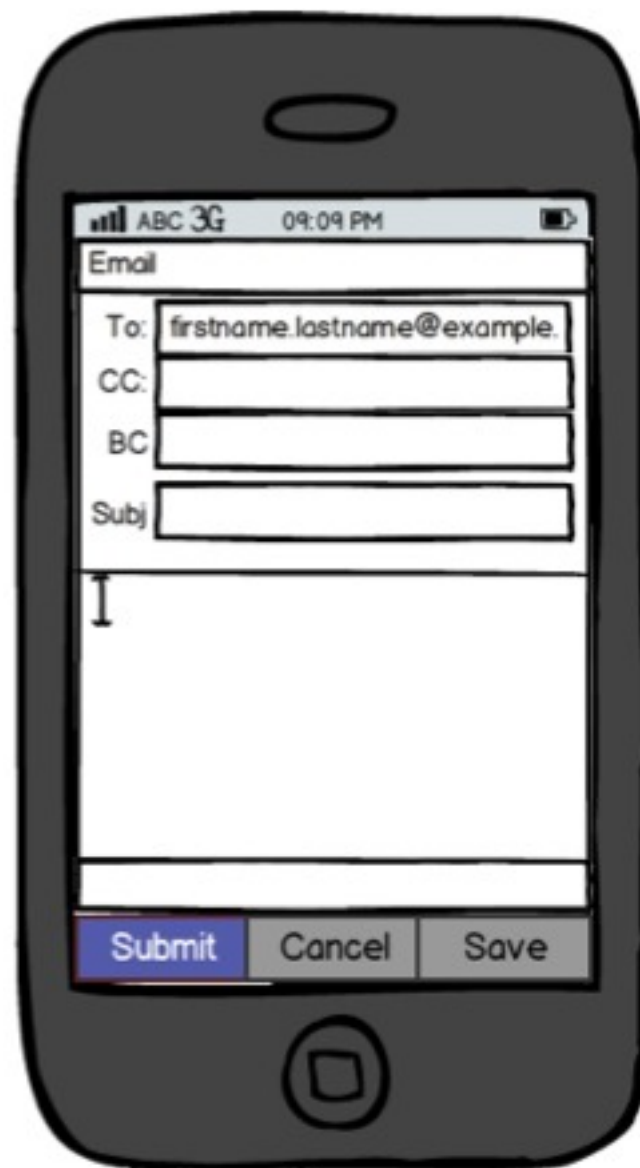 ABC 3G 09:09 PM
Email
To: firstname.lastname@example.
CC:
BC
Subj
Submit Cancel Save